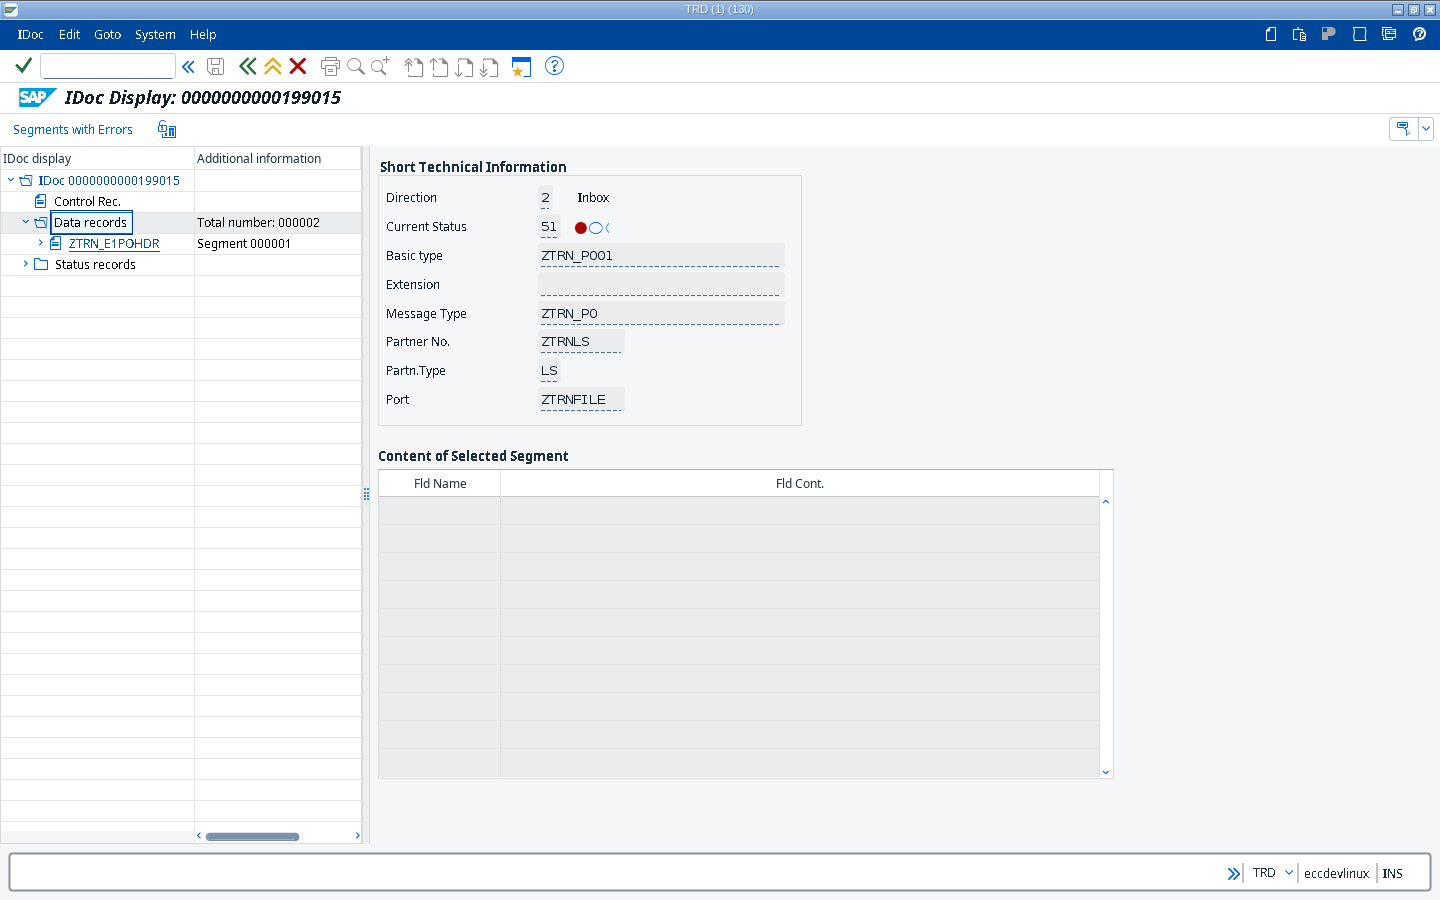 TRD (1) (130)
IDoc Edit Goto System Help
SAP IDoc Display: 0000000000199015
Segments with Errors
IDoc display Additional information
IDoc 0000000000199015
Control Rec.
Data records Total number: 000002
ZTRN_E1POHDR Segment 000001
Status records
Short Technical Information
Direction 2 Inbox
Current Status 51
Basic type ZTRN_PO01
Extension
Message Type ZTRN_PO
Partner No. ZTRNLS
Partn.Type LS
Port ZTRNFILE
Content of Selected Segment
Fld Name Fld Cont.
TRD eccdevlinux INS